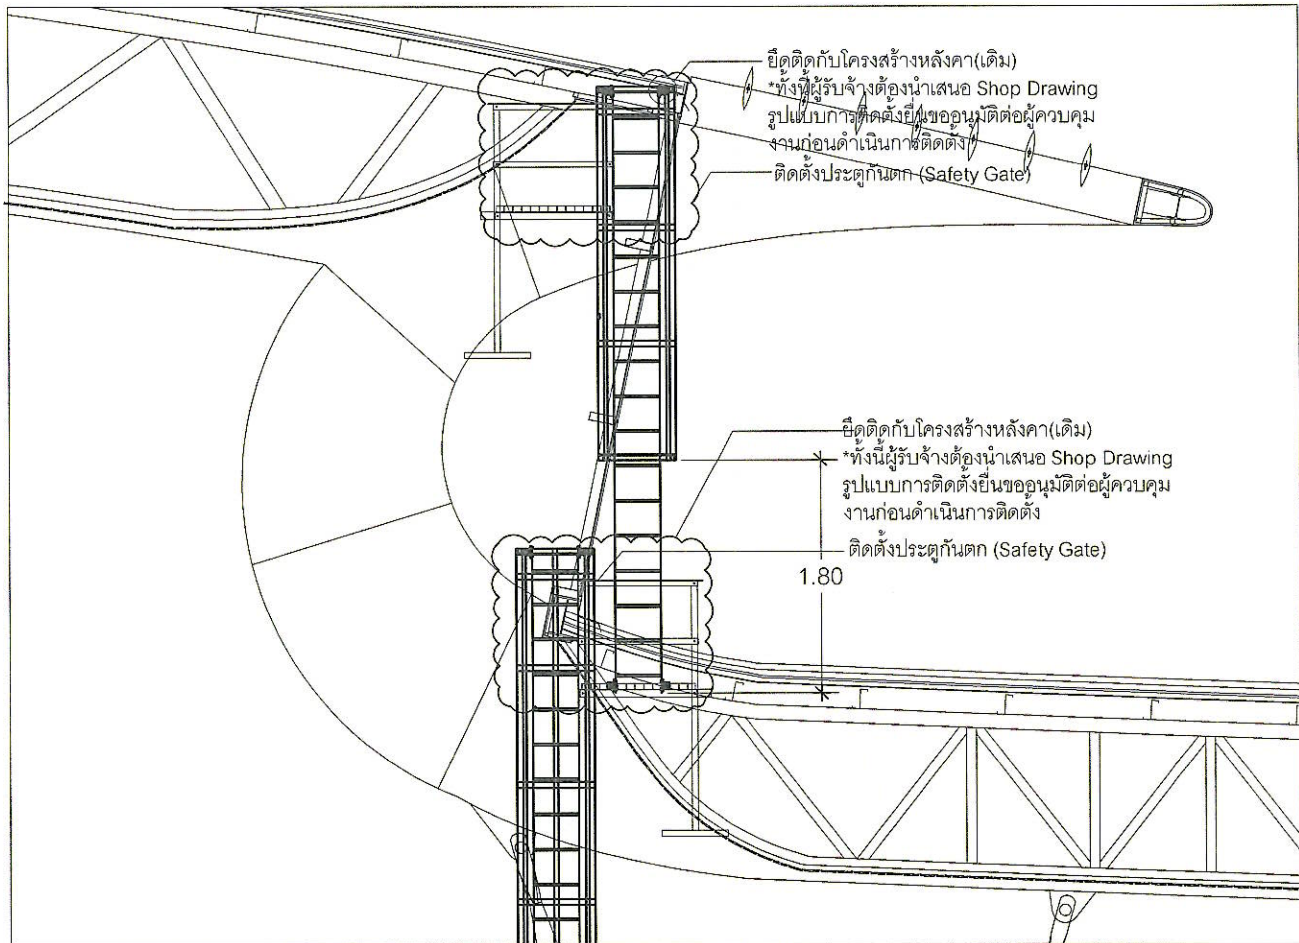 ยึดติดกับโครงสร้างหลังคา(เดิม)
*ทั้งนี้ผู้รับจ้างต้องนำเสนอ Shop Drawing
รูปแบบการติดตั้งยื่นขออนุมัติต่อผู้ควบคุม
งานก่อนดำเนินการติดตั้ง
ติดตั้งประตูกันตก (Safety Gate)
ยึดติดกับโครงสร้างหลังคา(เดิม)
*ทั้งนี้ผู้รับจ้างต้องนำเสนอ Shop Drawing
รูปแบบการติดตั้งยื่นขออนุมัติต่อผู้ควบคุม
งานก่อนดำเนินการติดตั้ง
ติดตั้งประตูกันตก (Safety Gate)
1.80